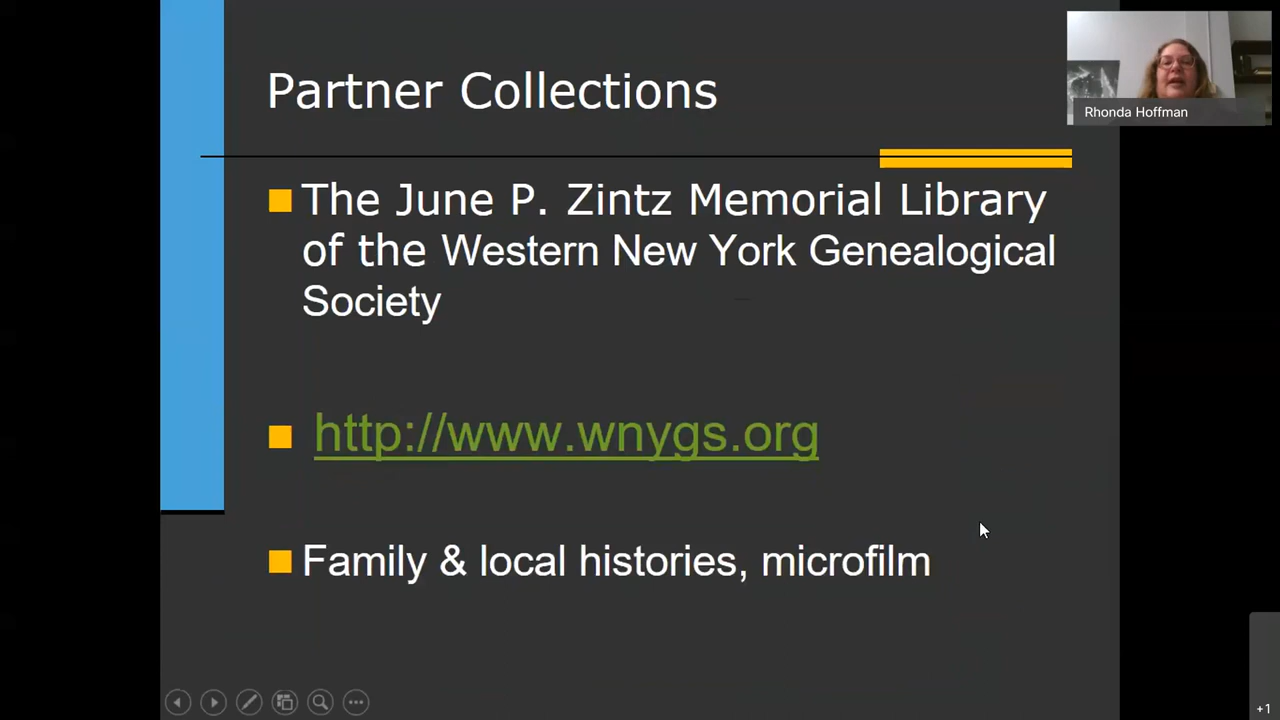 Partner Collections
Rhonda Hoffman
The June P. Zintz Memorial Library
of the Western New York Genealogical
Society
http://www.wnygs.org
Family & local histories, microfilm
+1